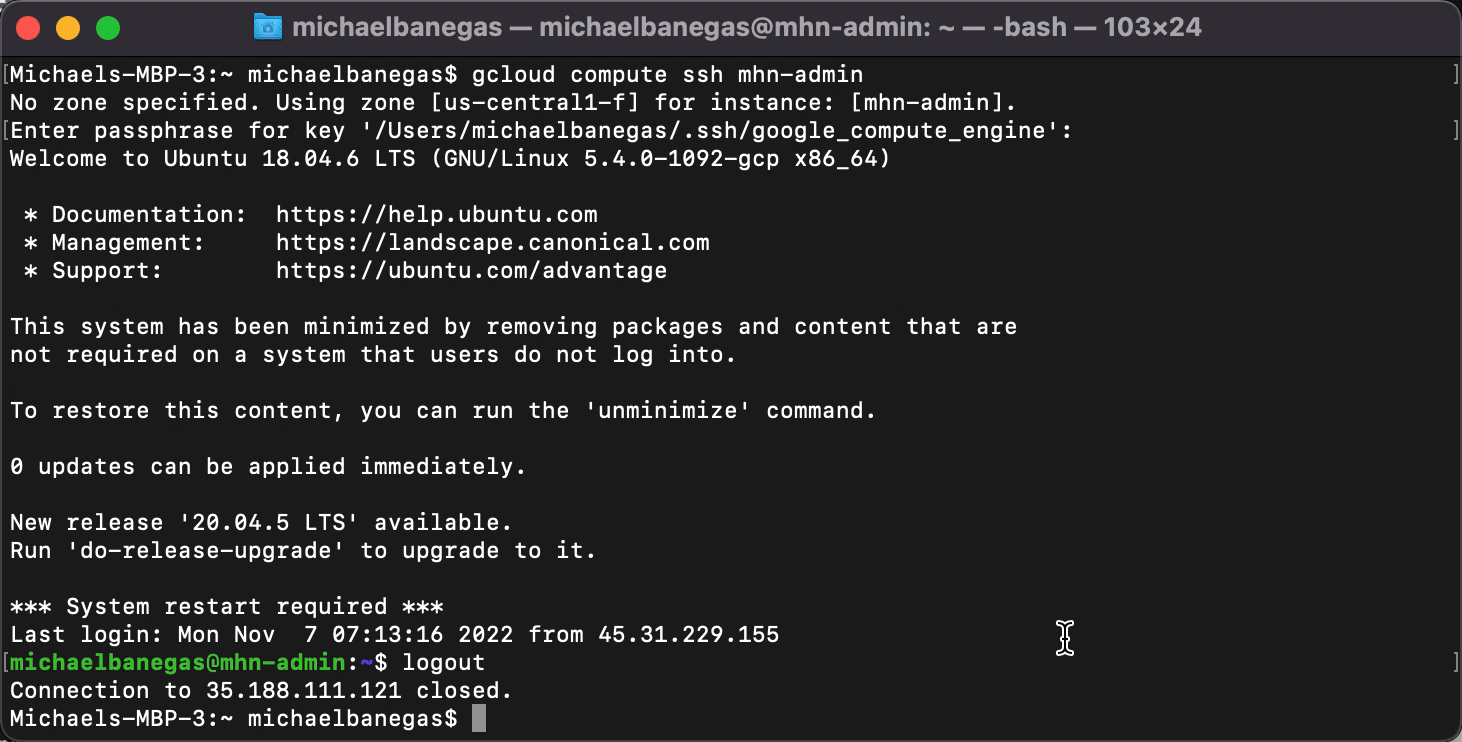 michaelbanegas — michaelbanegas@mhn-admin: ~ — -bash — 103×24
[Michaels-MBP-3:~ michaelbanegas$ gcloud compute ssh mhn-admin ]
No zone specified. Using zone [us-central1-f] for instance: [mhn-admin].
[Enter passphrase for key '/Users/michaelbanegas/.ssh/google_compute_engine': ]
Welcome to Ubuntu 18.04.6 LTS (GNU/Linux 5.4.0-1092-gcp x86_64)
* Documentation: https://help.ubuntu.com
* Management: https://landscape.canonical.com
* Support: https://ubuntu.com/advantage
This system has been minimized by removing packages and content that are
not required on a system that users do not log into.
To restore this content, you can run the 'unminimize' command.
0 updates can be applied immediately.
New release '20.04.5 LTS' available.
Run 'do-release-upgrade' to upgrade to it.
*** System restart required ***
Last login: Mon Nov  7 07:13:16 2022 from 45.31.229.155
[michaelbanegas@mhn-admin:~$ logout ]
Connection to 35.188.111.121 closed.
Michaels-MBP-3:~ michaelbanegas$